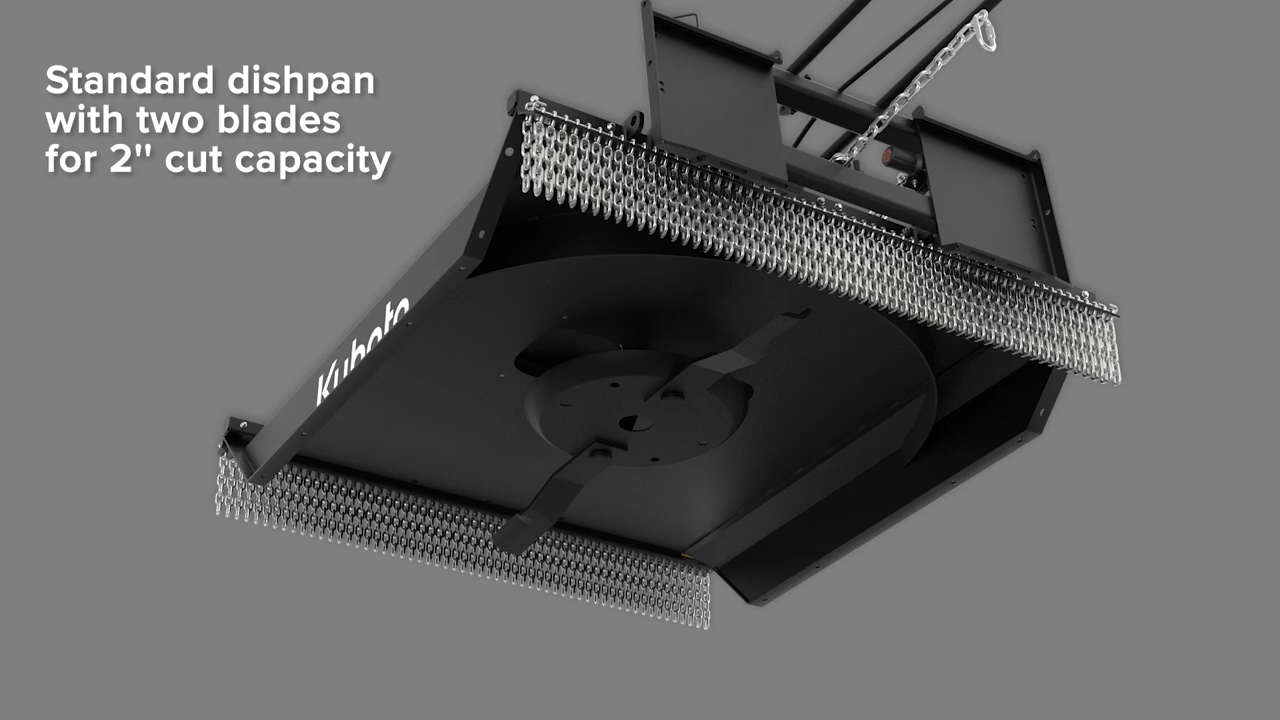 Standard dishpan
with two blades
for 2" cut capacity
Kubota